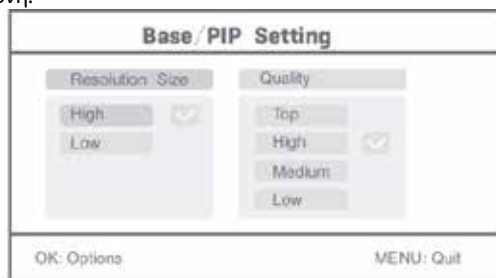 Base/PIP Setting
Resolution Size
High
Low
Quality
Top
High
Medium
Low
OK: Options
MENU: Quit